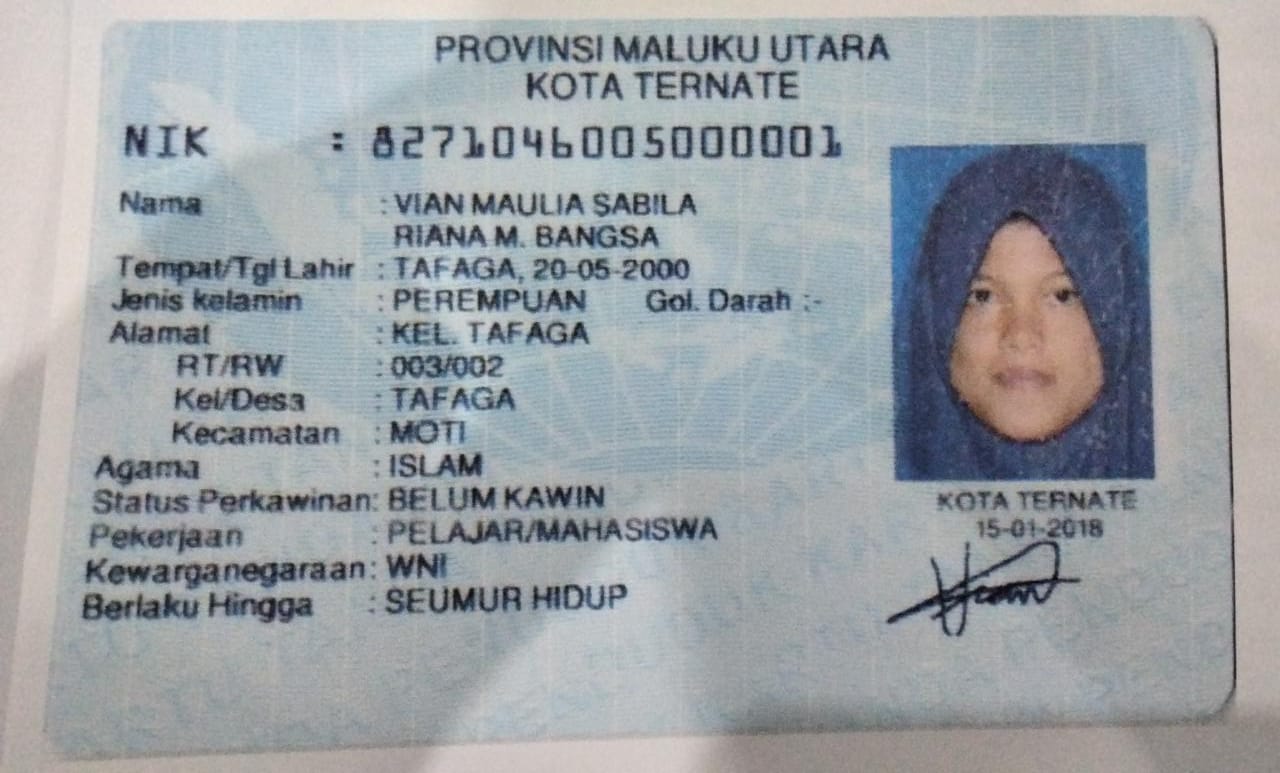 PROVINSI MALUKU UTARA
KOTA TERNATE
NIK : 8271046005000001
Nama : VIAN MAULIA SABILA
RIANA M. BANGSA
Tempat/Tgl Lahir : TAFAGA, 20-05-2000
Jenis kelamin : PEREMPUAN Gol. Darah :-
Alamat : KEL. TAFAGA
RT/RW : 003/002
Kel/Desa : TAFAGA
Kecamatan : MOTI
Agama : ISLAM
Status Perkawinan: BELUM KAWIN
Pekerjaan : PELAJAR/MAHASISWA
Kewarganegaraan: WNI
Berlaku Hingga : SEUMUR HIDUP
KOTA TERNATE
15-01-2018